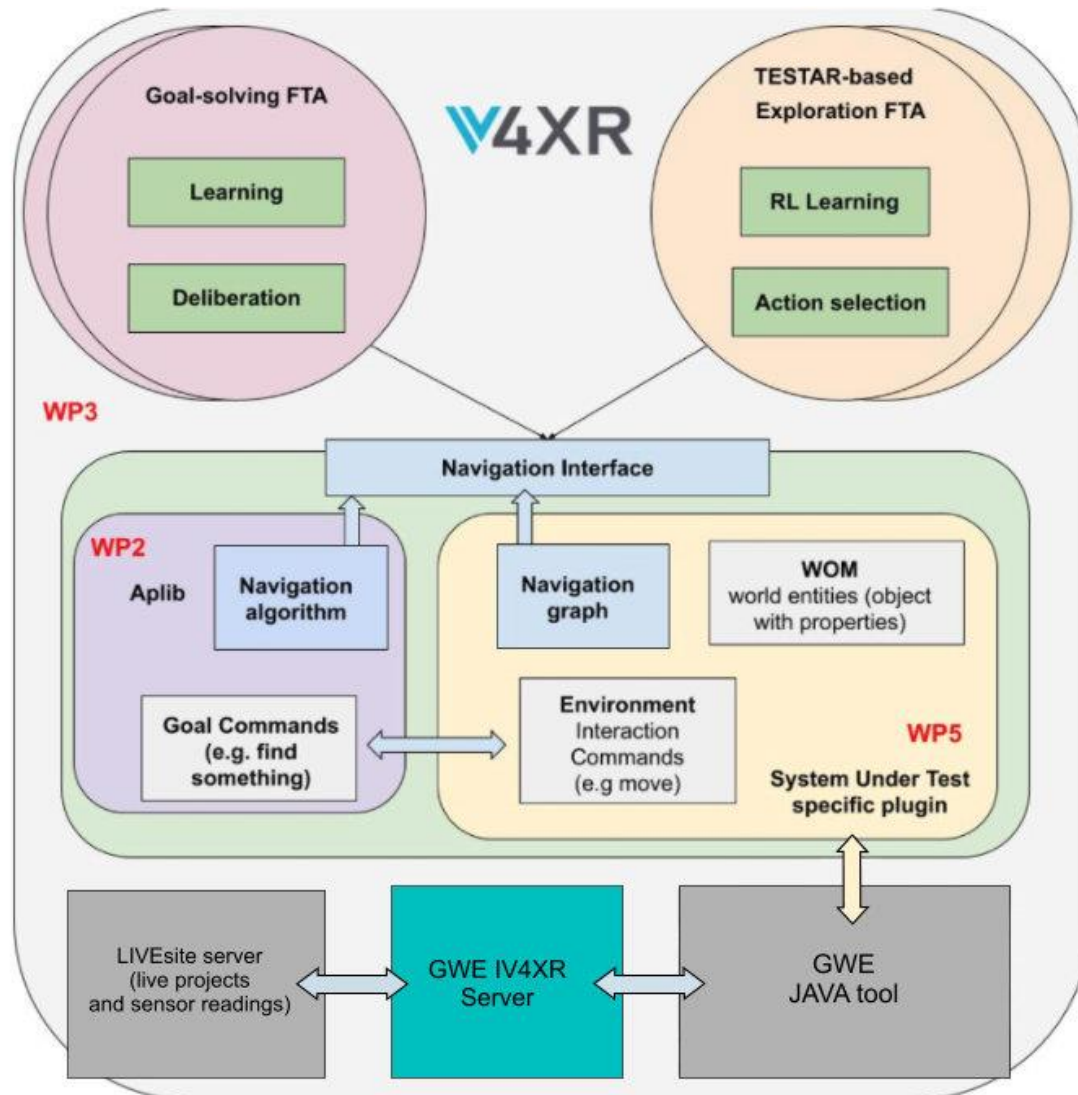 Goal-solving FTA
Learning
Deliberation
iV4XR
TESTAR-based
Exploration FTA
RL Learning
Action selection
WP3
Navigation Interface
WP2
Aplib
Navigation
algorithm
Navigation
graph
WOM
world entities (object
with properties)
Goal Commands
(e.g. find
something)
Environment
Interaction
Commands
(e.g move)
WP5
System Under Test
specific plugin
LIVEsite server
(live projects
and sensor readings)
GWE IV4XR
Server
GWE
JAVA tool